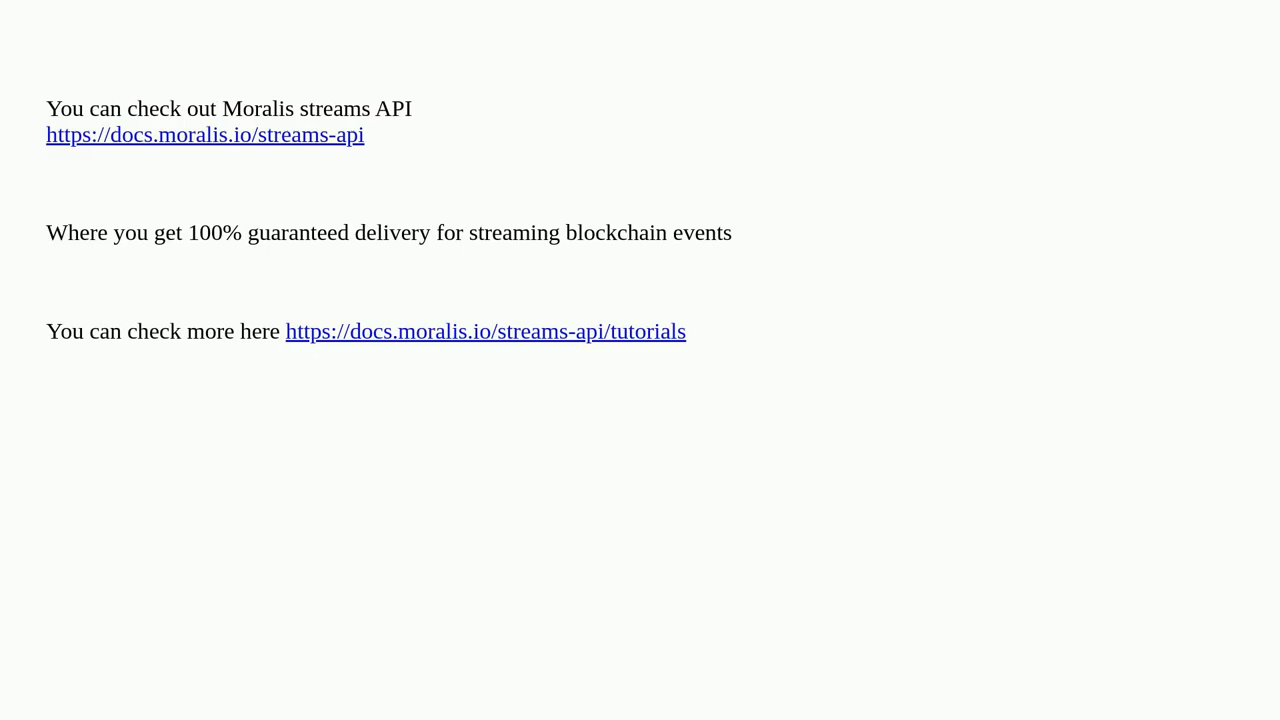 You can check out Moralis streams API
https://docs.moralis.io/streams-api
Where you get 100% guaranteed delivery for streaming blockchain events
You can check more here https://docs.moralis.io/streams-api/tutorials